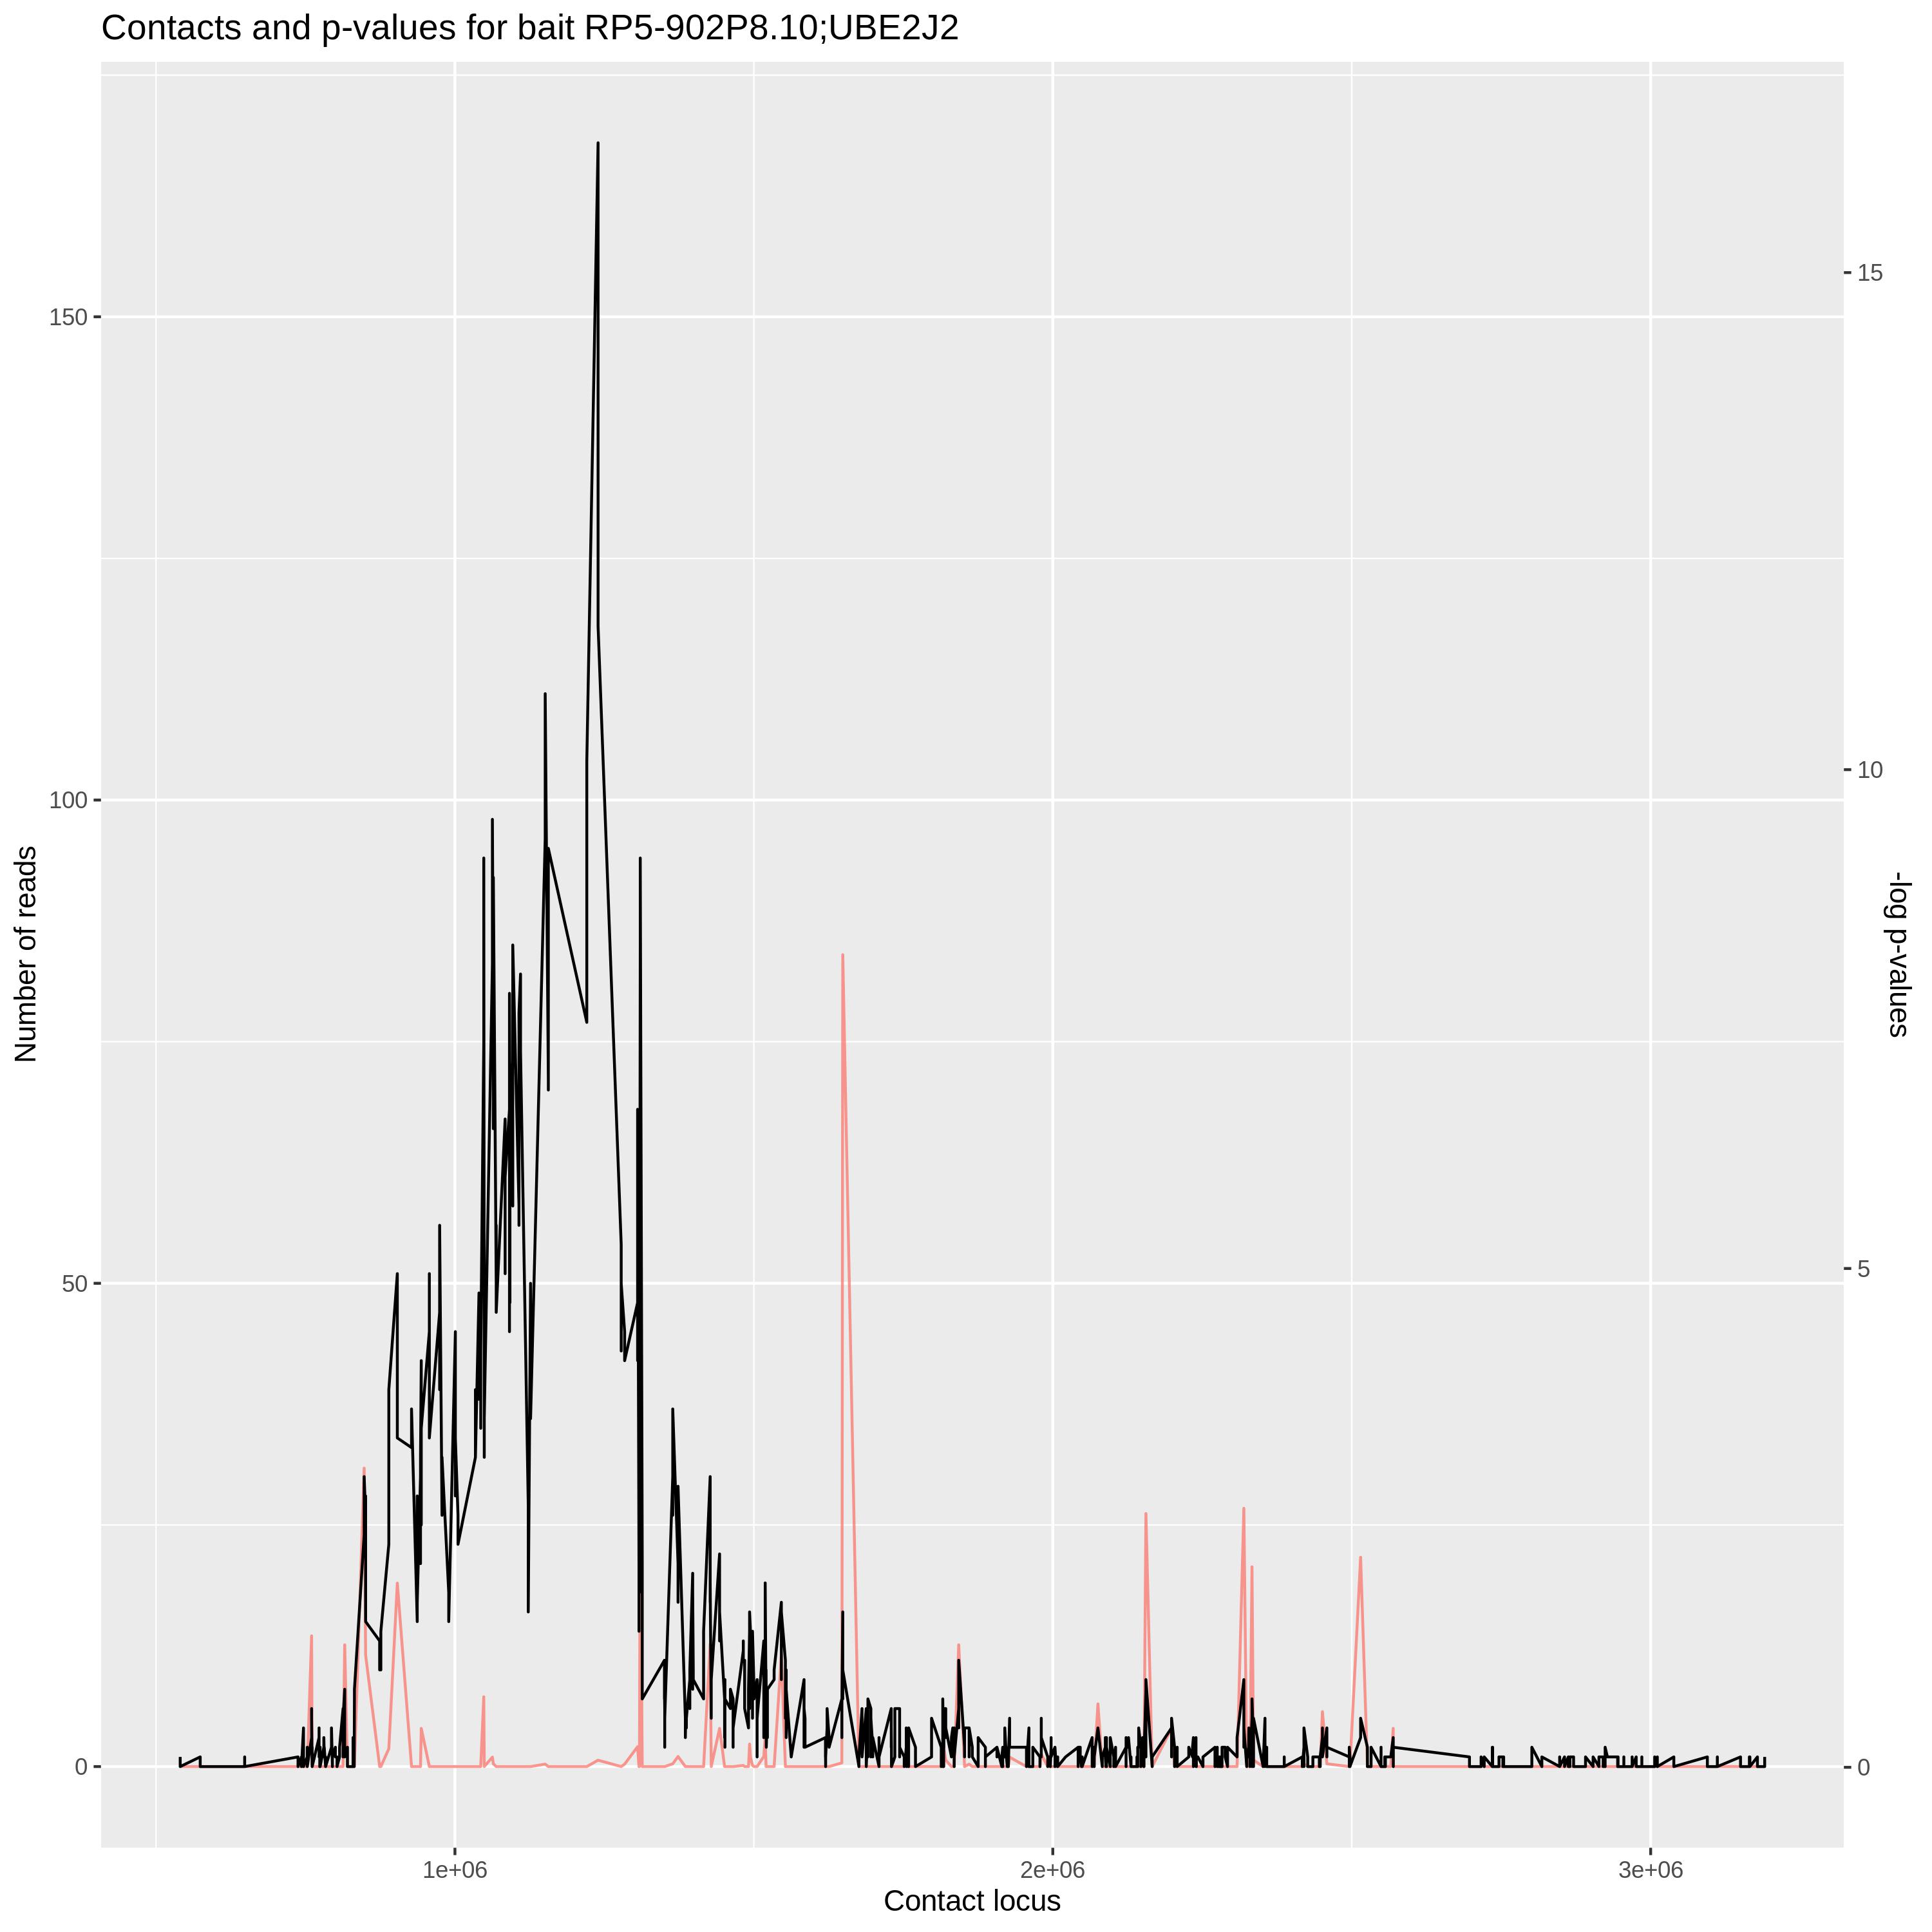 Contacts and p-values for bait RP5-902P8.10;UBE2J2
150
100
50
0
15
10
5
0
Number of reads
-log p-values
1e+06
2e+06
3e+06
Contact locus